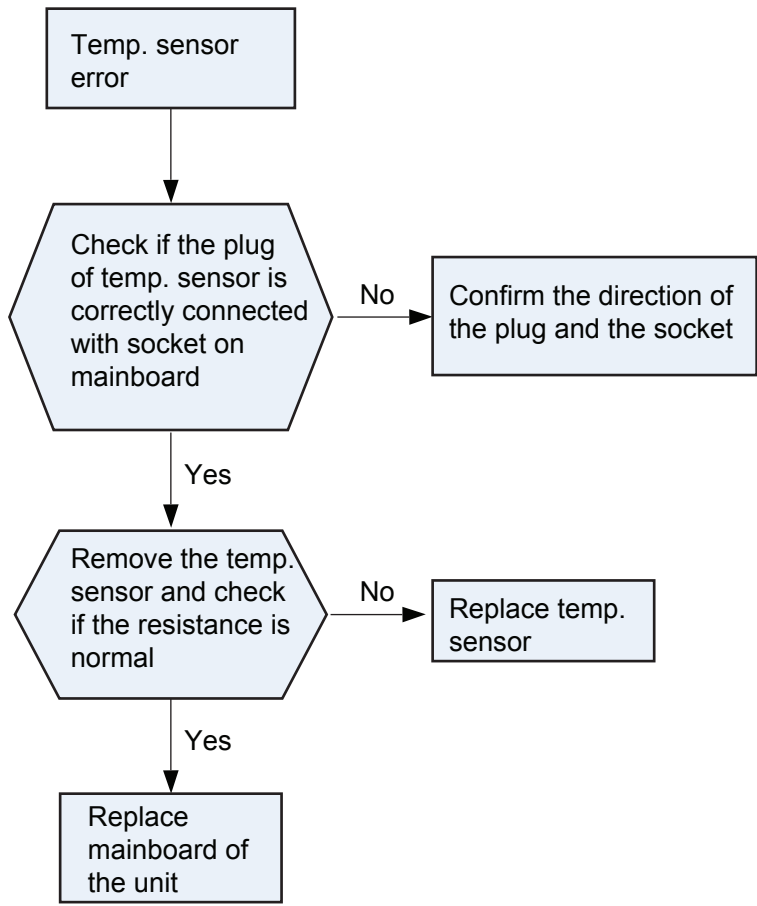 Temp. sensor
error
Check if the plug
of temp. sensor is
correctly connected
with socket on
mainboard
No
Confirm the direction of
the plug and the socket
Yes
Remove the temp.
sensor and check
if the resistance is
normal
No
Replace temp.
sensor
Yes
Replace
mainboard of
the unit